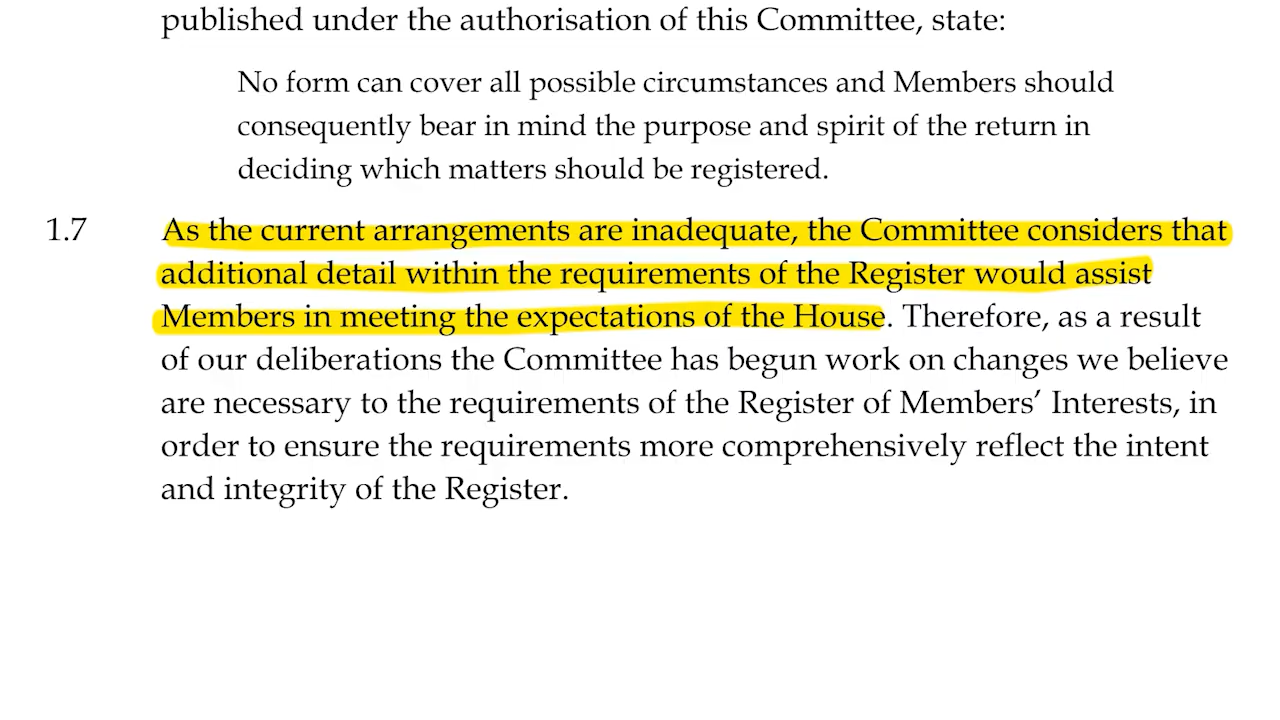 published under the authorisation of this Committee, state:
No form can cover all possible circumstances and Members should
consequently bear in mind the purpose and spirit of the return in
deciding which matters should be registered.
1.7 As the current arrangements are inadequate, the Committee considers that
additional detail within the requirements of the Register would assist
Members in meeting the expectations of the House. Therefore, as a result
of our deliberations the Committee has begun work on changes we believe
are necessary to the requirements of the Register of Members’ Interests, in
order to ensure the requirements more comprehensively reflect the intent
and integrity of the Register.